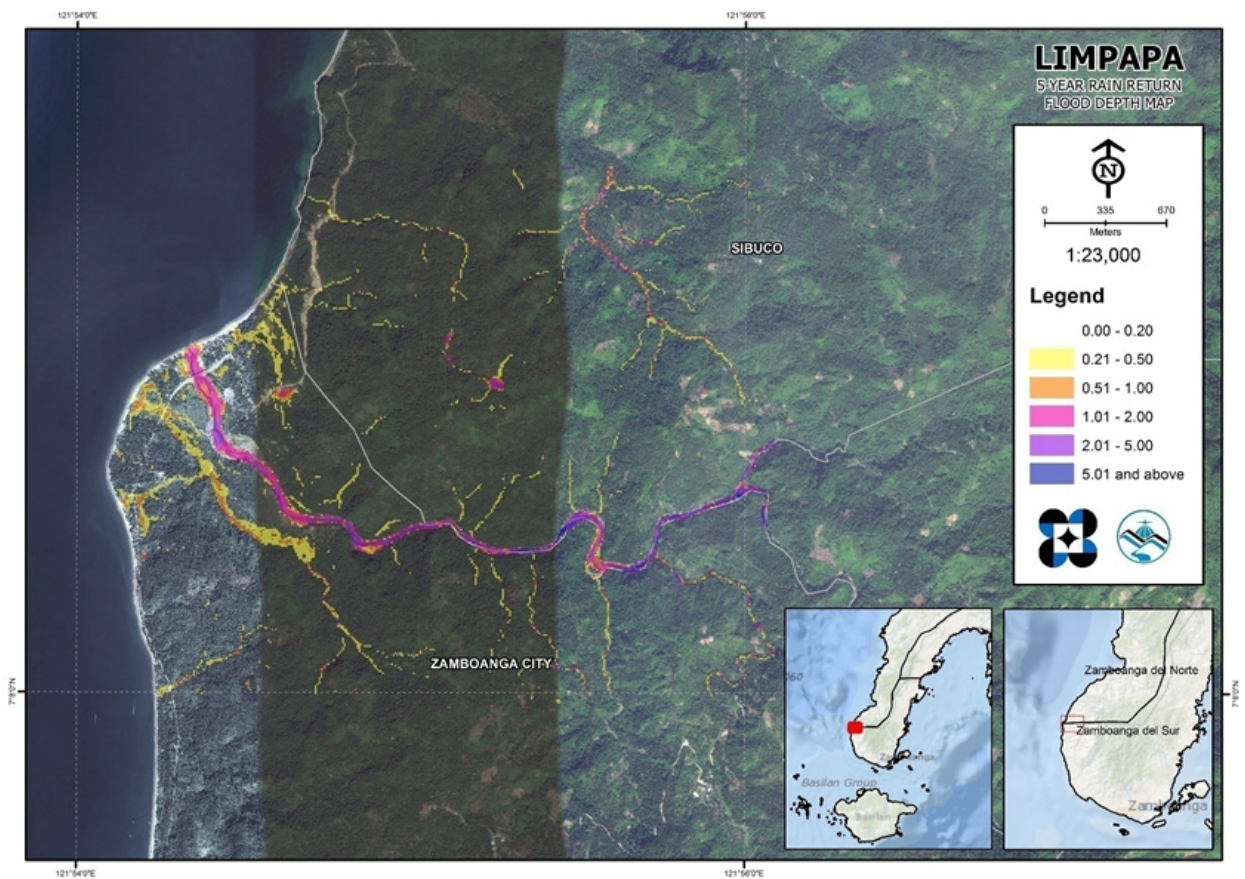 121°54'0"E
121°56'0"E
LIMPAPA
5-YEAR RAIN RETURN
FLOOD DEPTH MAP
N
0 335 670
Meters
1:23,000
Legend
0.00 - 0.20
0.21 - 0.50
0.51 - 1.00
1.01 - 2.00
2.01 - 5.00
5.01 and above
SIBUCO
ZAMBOANGA CITY
7°8'0"N
7°8'0"N
Zamboanga
Basilan Group
Basilan
Zamboanga del Norte
Zamboanga del Sur
Zamboanga
121°54'0"E
121°56'0"E